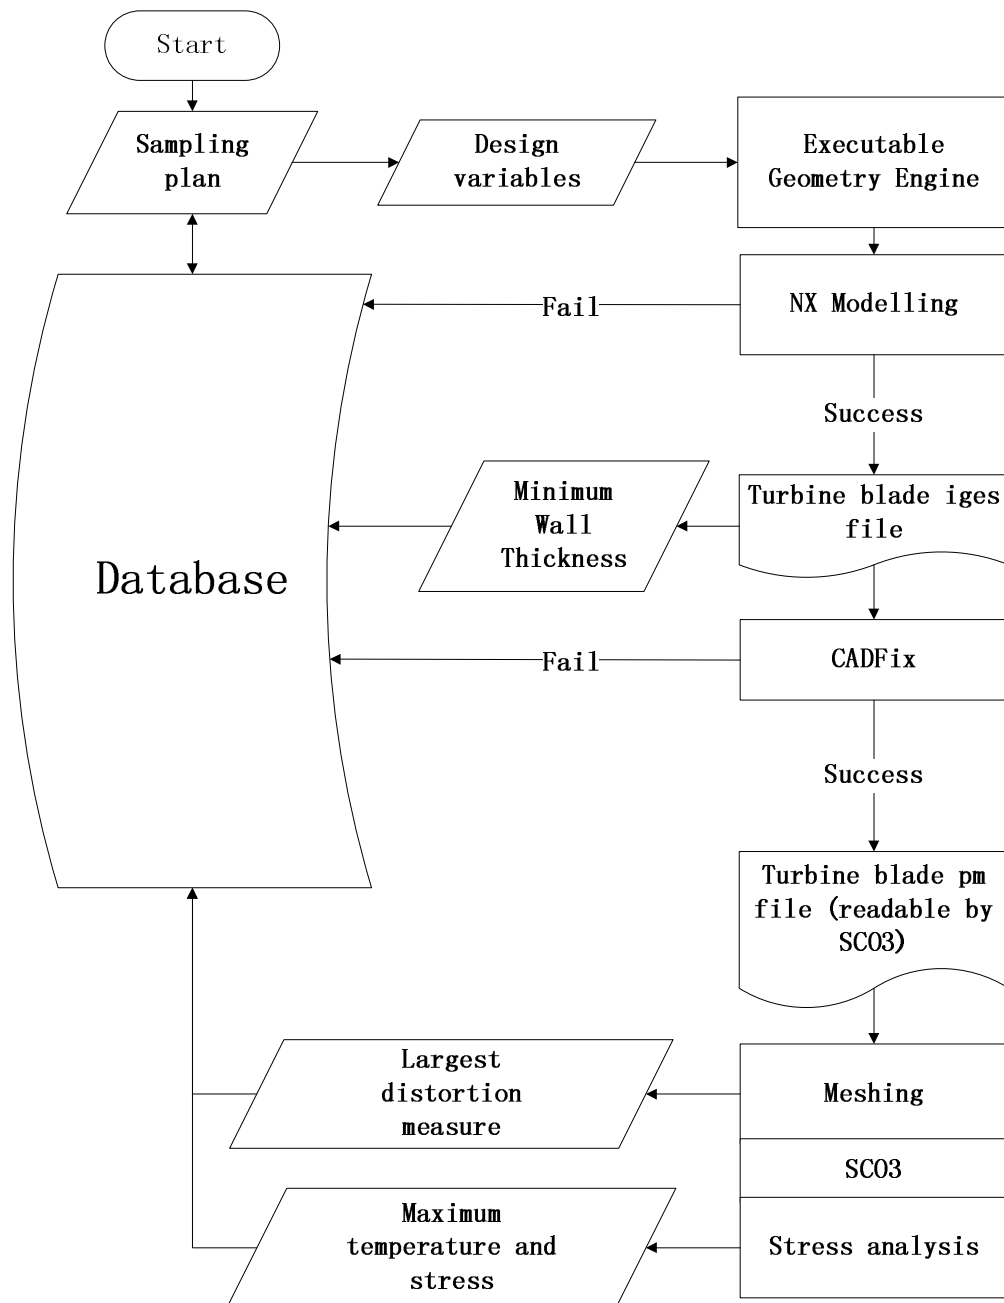 Start
Sampling
plan
Design
variables
Executable
Geometry Engine
Fail
NX Modelling
Success
Minimum
Wall
Thickness
Turbine blade iges
file
Database
Fail
CADFix
Success
Turbine blade pm
file (readable by
SC03)
Largest
distortion
measure
Meshing
SC03
Maximum
temperature and
stress
Stress analysis